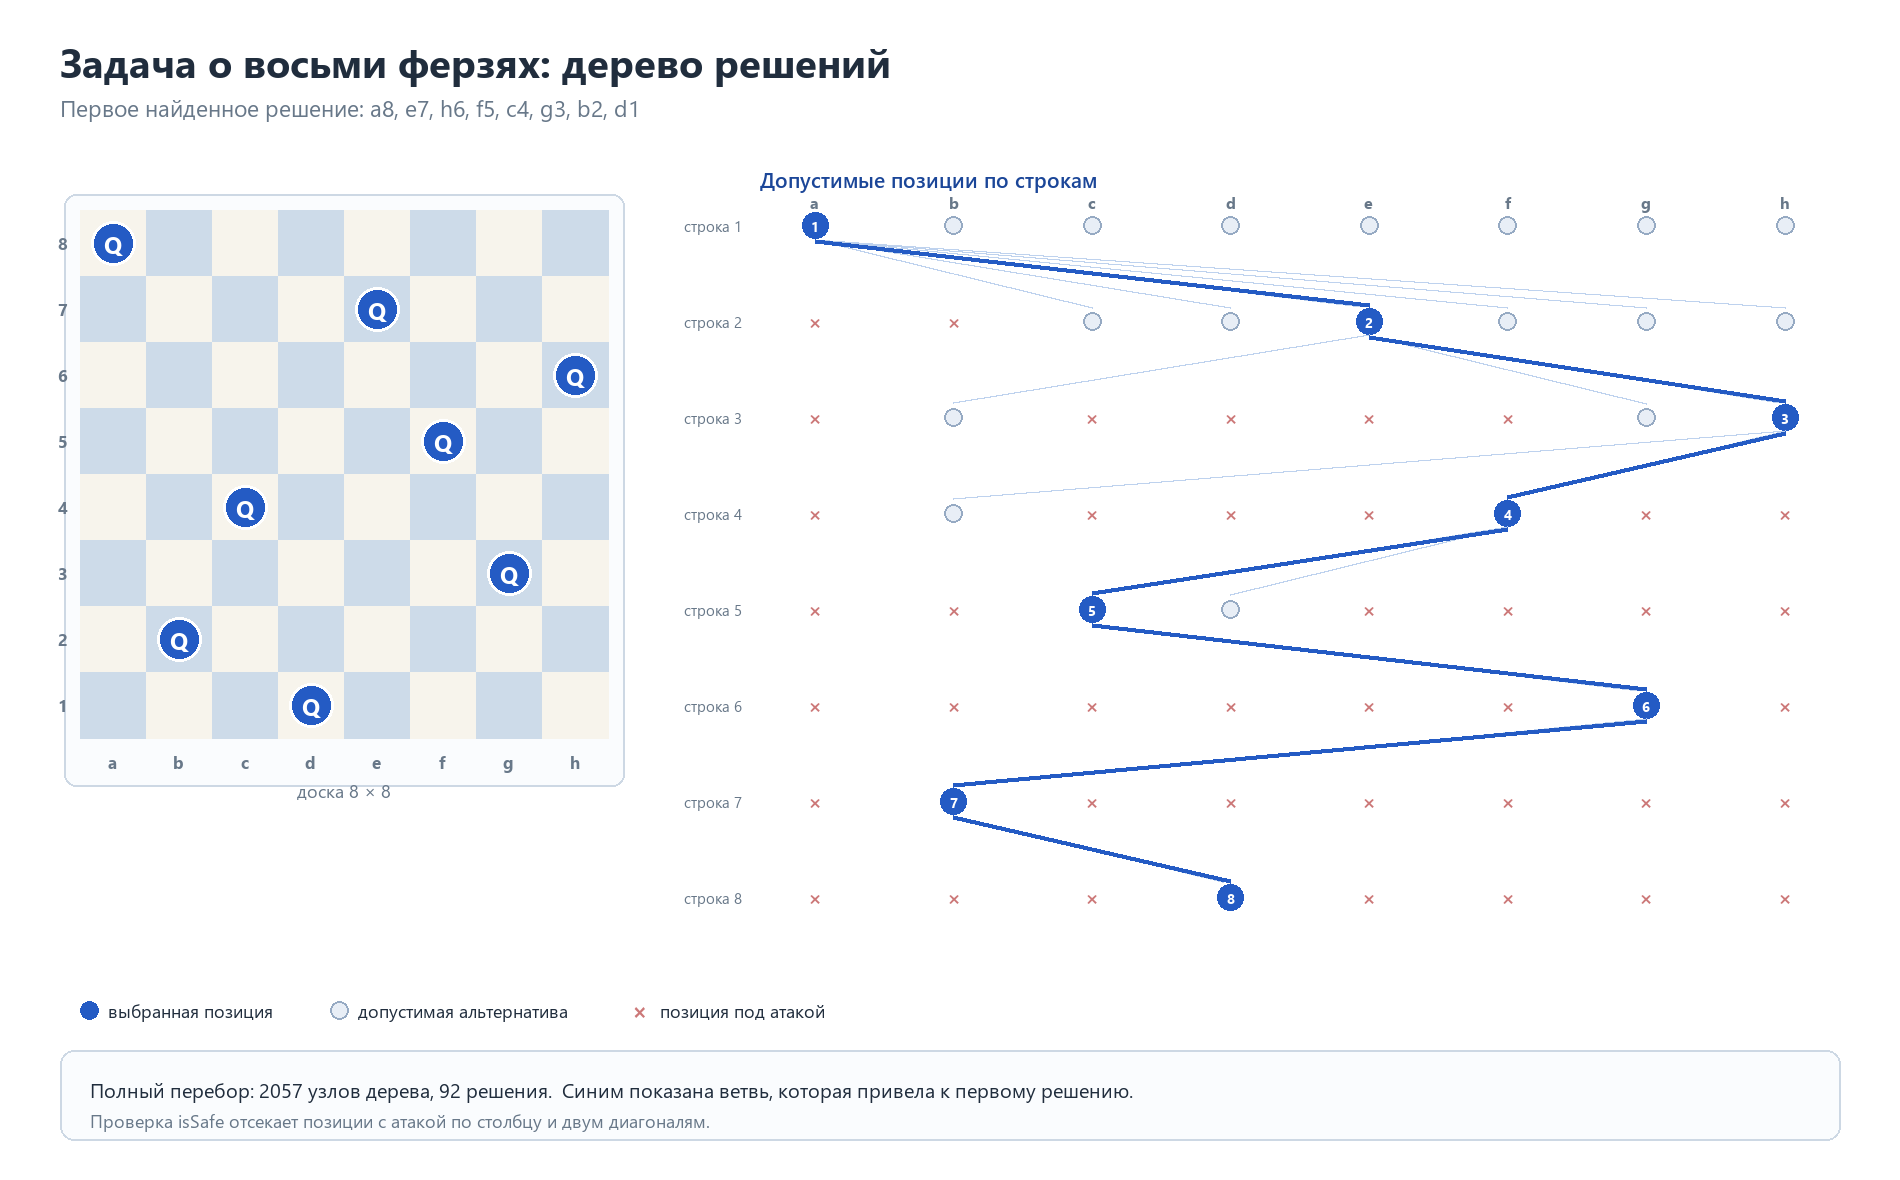 Задача о восьми ферзях: дерево решений
Первое найденное решение: a8, e7, h6, f5, c4, g3, b2, d1
8 Q
7 Q
6 Q
5 Q
4 Q
3 Q
2 Q
1 Q
a b c d e f g h
доска 8 × 8
Допустимые позиции по строкам
a b c d e f g h
строка 1 1
строка 2 × × 2
строка 3 × × × × × 3
строка 4 × × × × 4 × ×
строка 5 × × 5 × × × ×
строка 6 × × × × × × 6 ×
строка 7 × 7 × × × × × ×
строка 8 × × × 8 × × × ×
выбранная позиция допустимая альтернатива × позиция под атакой
Полный перебор: 2057 узлов дерева, 92 решения. Синим показана ветвь, которая привела к первому решению.
Проверка isSafe отсекает позиции с атакой по столбцу и двум диагоналям.